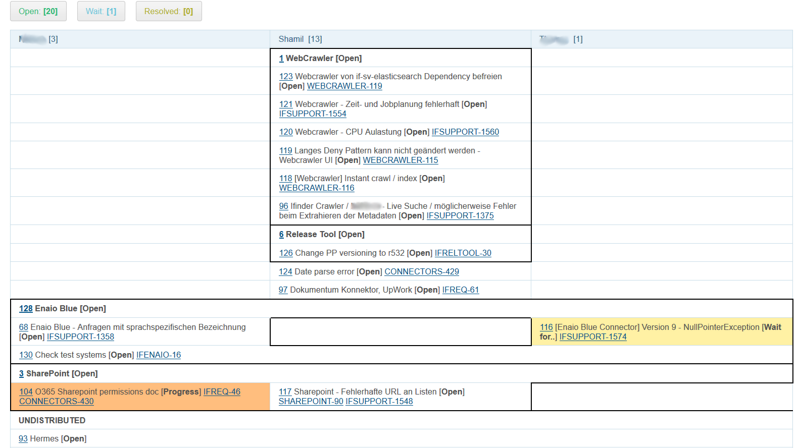 Open: [20] Wait: [1] Resolved: [0]
[3] Shamil [13] [1]
1 WebCrawler [Open]
123 Webcrawler von if-sv-elasticsearch Dependency befreien
[Open] WEBCRAWLER-119
121 Webcrawler - Zeit- und Jobplanung fehlerhaft [Open]
IFSUPPORT-1554
120 Webcrawler - CPU Aulastung [Open] IFSUPPORT-1560
119 Langes Deny Pattern kann nicht geändert werden -
Webcrawler UI [Open] WEBCRAWLER-115
118 [Webcrawler] Instant crawl / index [Open]
WEBCRAWLER-116
96 Ifinder Crawler / - Live Suche / möglicherweise Fehler
beim Extrahieren der Metadaten [Open] IFSUPPORT-1375
6 Release Tool [Open]
126 Change PP versioning to r532 [Open] IFRELTOOL-30
124 Date parse error [Open] CONNECTORS-429
97 Dokumentum Konnektor, UpWork [Open] IFREQ-61
128 Enaio Blue [Open]
68 Enaio Blue - Anfragen mit sprachspezifischen Bezeichnung
[Open] IFSUPPORT-1358
116 [Enaio Blue Connector] Version 9 - NullPointerException [Wait
for..] IFSUPPORT-1574
130 Check test systems [Open] IFENAIO-16
3 SharePoint [Open]
104 O365 Sharepoint permissions doc [Progress] IFREQ-46
CONNECTORS-430
117 Sharepoint - Fehlerhafte URL an Listen [Open]
SHAREPOINT-90 IFSUPPORT-1548
UNDISTRIBUTED
93 Hermes [Open]